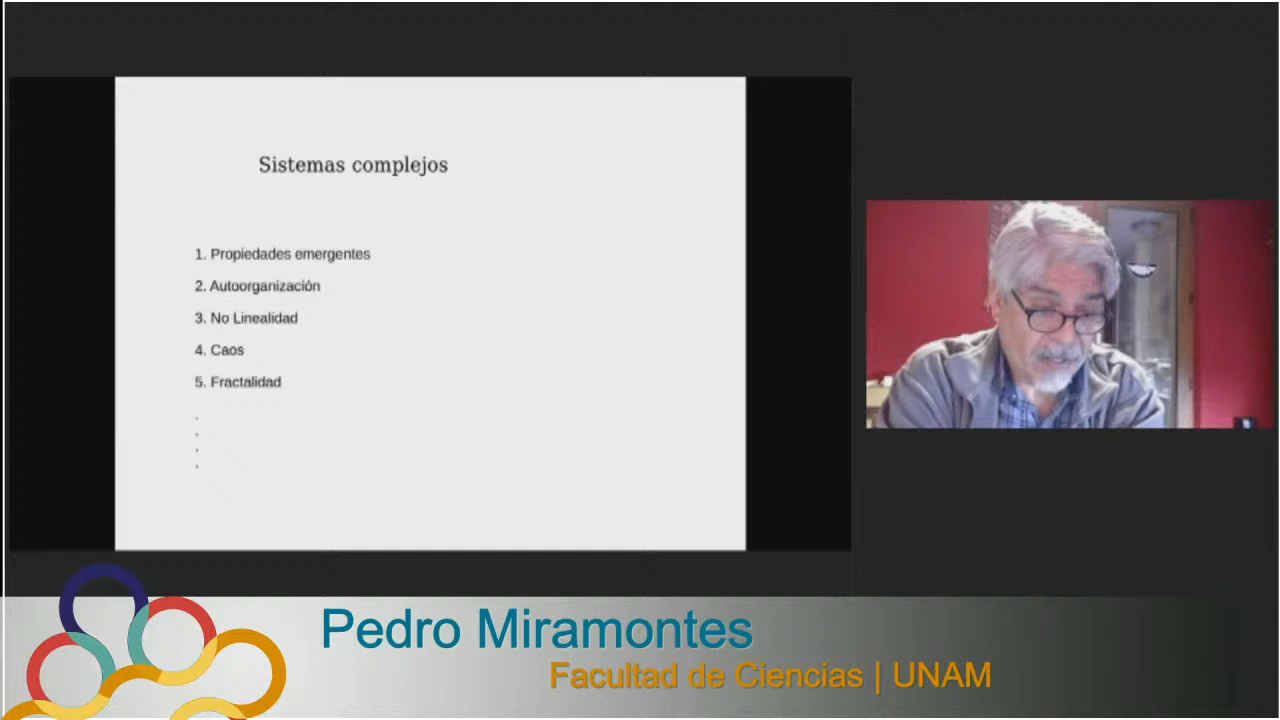 Sistemas complejos
1. Propiedades emergentes
2. Autoorganización
3. No Linealidad
4. Caos
5. Fractalidad
.
.
.
.
Pedro Miramontes
Facultad de Ciencias | UNAM